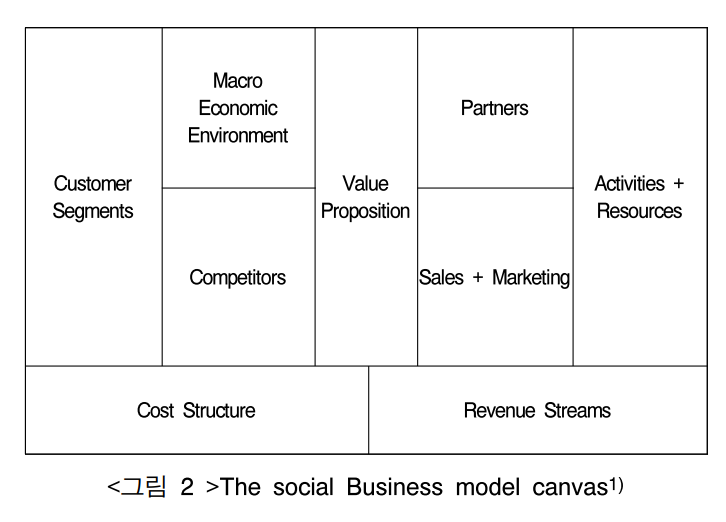 Customer
Segments
Macro
Economic
Environment
Competitors
Value
Proposition
Partners
Sales + Marketing
Activities +
Resources
Cost Structure
Revenue Streams
<그림 2 >The social Business model canvas1)